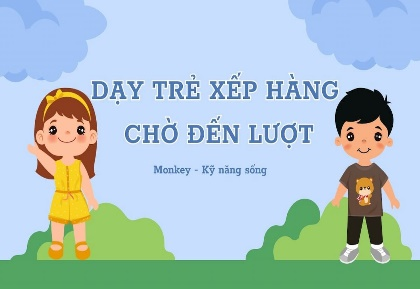 DẠY TRẺ XẾP HÀNG
CHỜ ĐẾN LƯỢT
Monkey - Kỹ năng sống